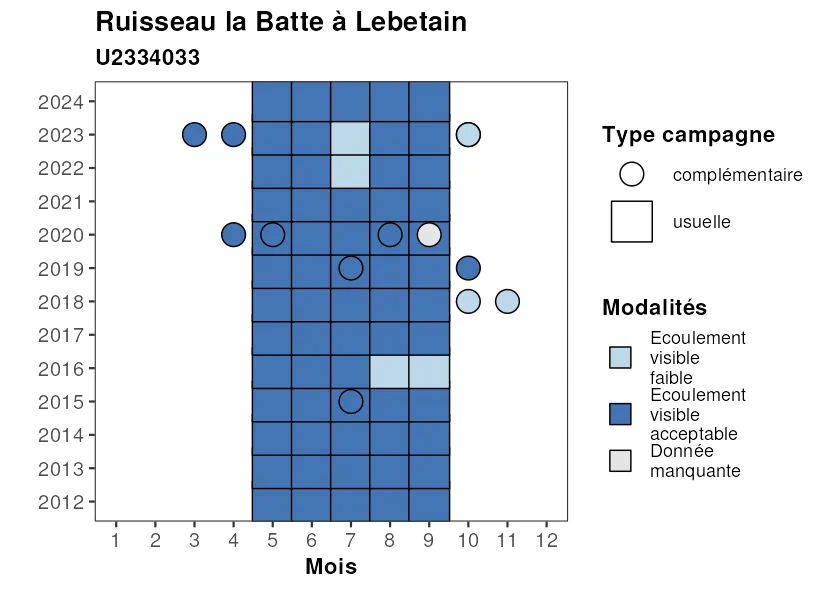 Ruisseau la Batte à Lebetain
U2334033
2024
2023
2022
2021
2020
2019
2018
2017
2016
2015
2014
2013
2012
1 2 3 4 5 6 7 8 9 10 11 12
Mois
Type campagne
complémentaire
usuelle
Modalités
Ecoulement
visible
faible
Ecoulement
visible
acceptable
Donnée
manquante